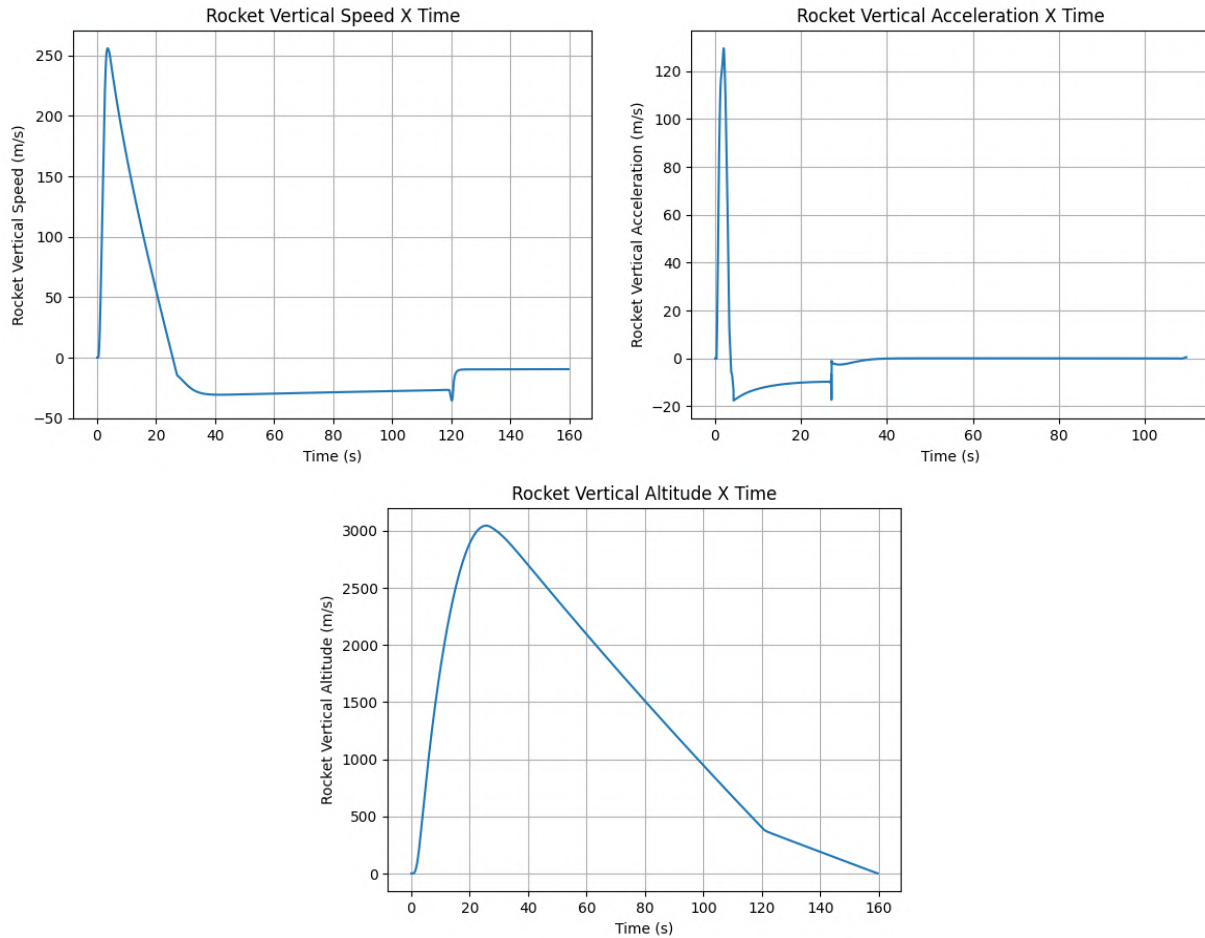 Rocket Vertical Speed X Time
250
200
150
100
50
0
−50
Rocket Vertical Speed (m/s)
0 20 40 60 80 100 120 140 160
Time (s)
Rocket Vertical Acceleration X Time
120
100
80
60
40
20
0
−20
Rocket Vertical Acceleration (m/s)
0 20 40 60 80 100
Time (s)
Rocket Vertical Altitude X Time
3000
2500
2000
1500
1000
500
0
Rocket Vertical Altitude (m/s)
0 20 40 60 80 100 120 140 160
Time (s)